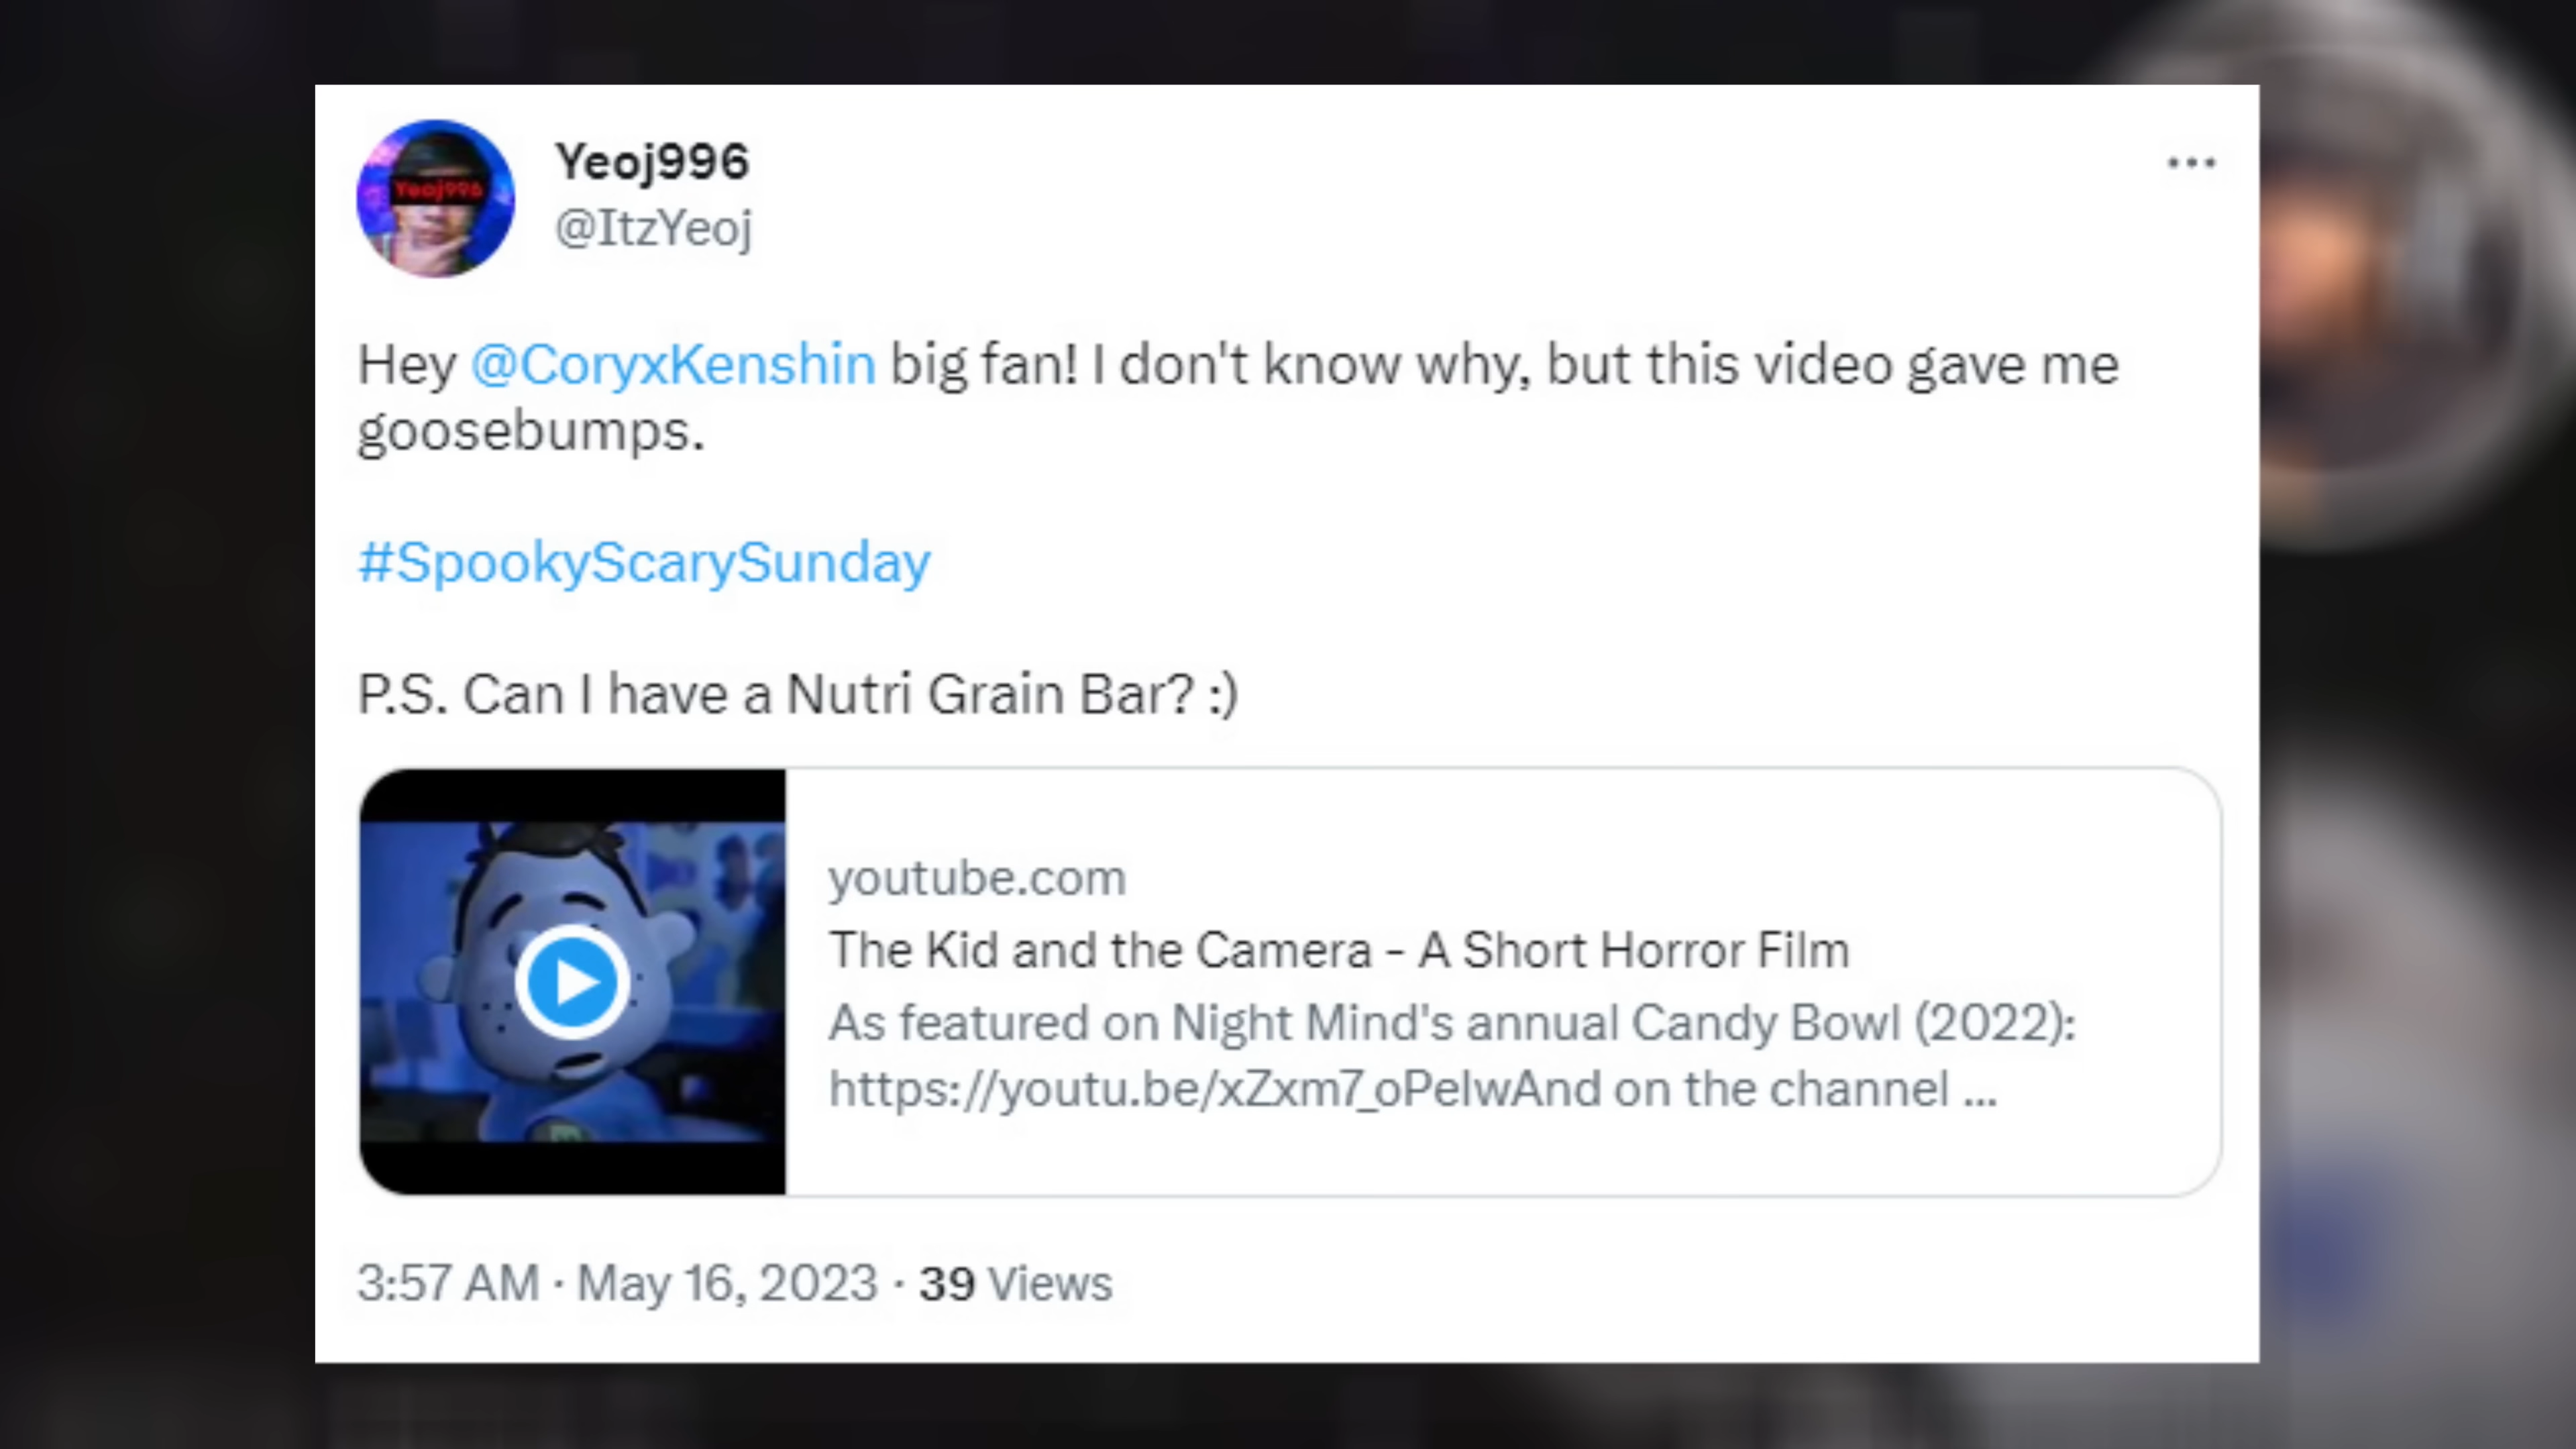 Yeoj996
Yeoj996
@ItzYeoj
Hey @CoryxKenshin big fan! I don't know why, but this video gave me
goosebumps.
#SpookyScarySunday
P.S. Can I have a Nutri Grain Bar? :)
youtube.com
The Kid and the Camera - A Short Horror Film
As featured on Night Mind's annual Candy Bowl (2022):
https://youtu.be/xZxm7_oPelwAnd on the channel ...
3:57 AM · May 16, 2023 · 39 Views